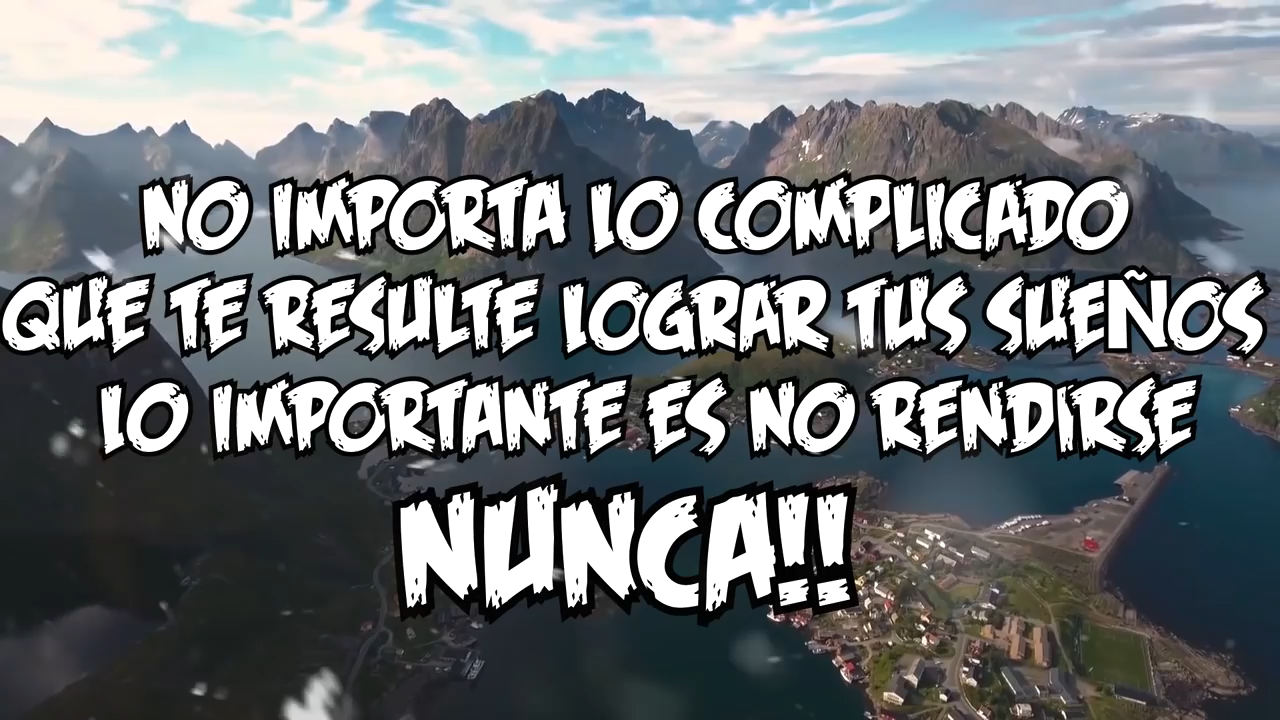 NO IMPORTA LO COMPLICADO
QUE TE RESULTE LOGRAR TUS SUEÑOS
LO IMPORTANTE ES NO RENDIRSE
NUNCA!!